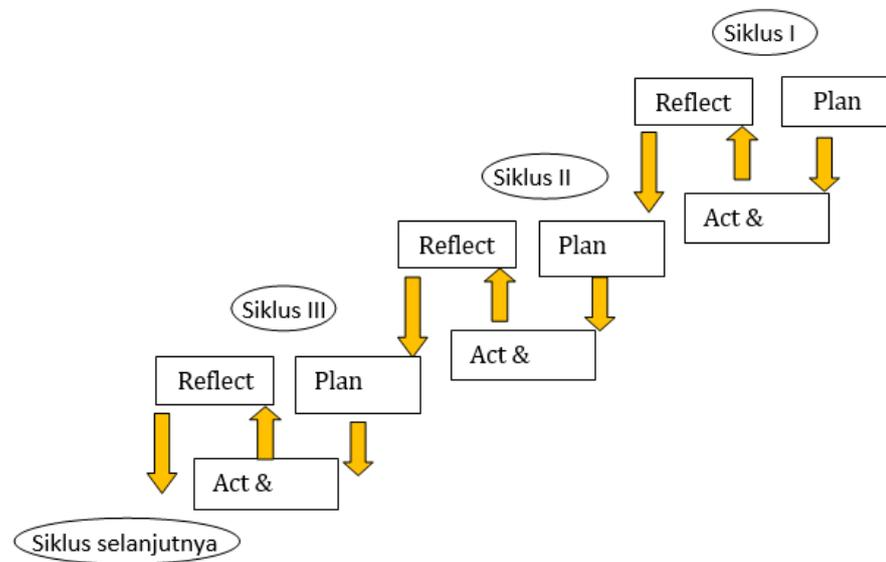 Siklus I
Reflect
Plan
Act &
Siklus II
Reflect
Plan
Act &
Siklus III
Reflect
Plan
Act &
Siklus selanjutnya